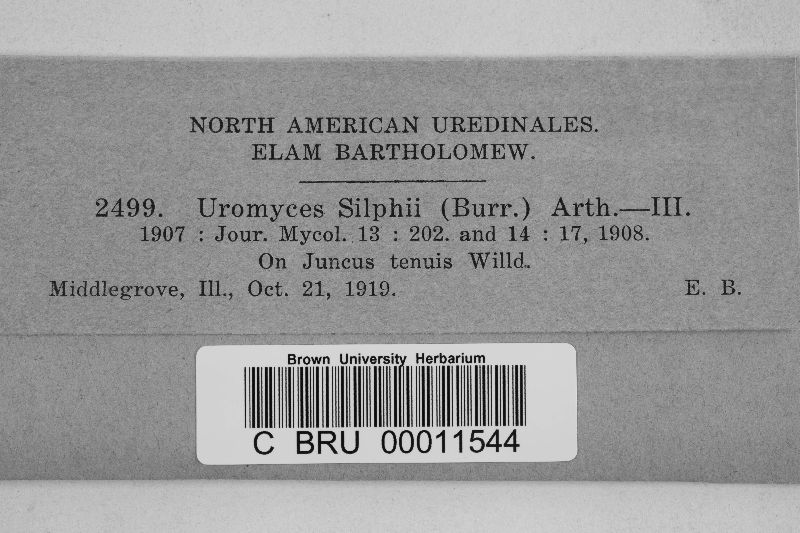 NORTH AMERICAN UREDINALES.
ELAM BARTHOLOMEW.
2499. Uromyces Silphii (Burr.) Arth.—III.
1907 : Jour. Mycol. 13 : 202. and 14 : 17, 1908.
On Juncus tenuis Willd.
Middlegrove, Ill., Oct. 21, 1919. E. B.
Brown University Herbarium
C BRU 00011544